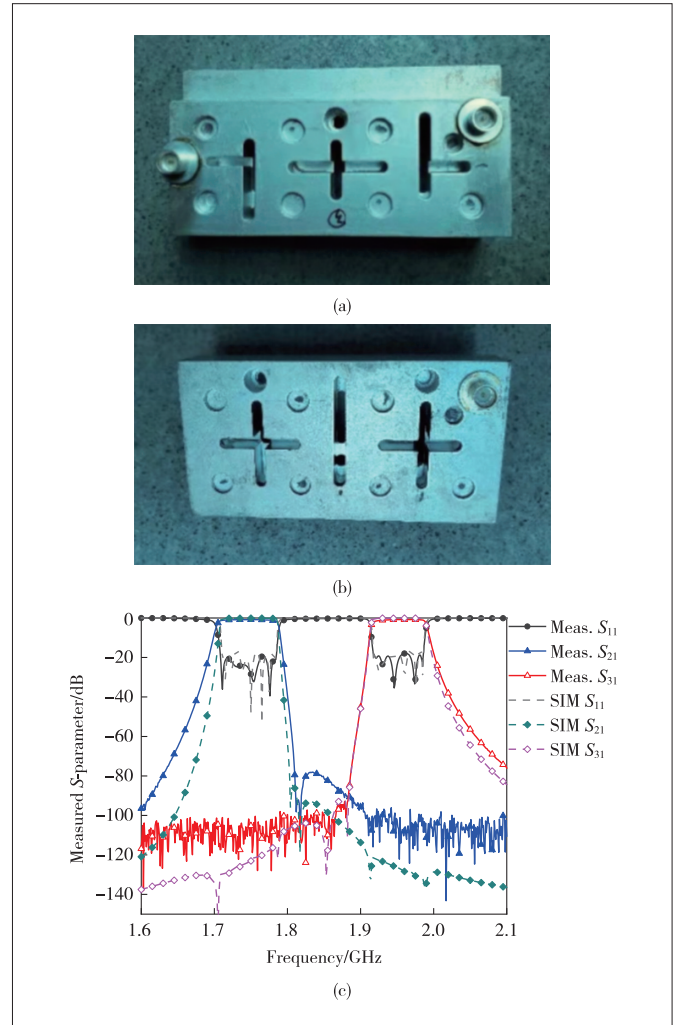 (a)
(b)
0
−20
−40
−60
−80
−100
−120
−140
Measured S-parameter/dB
1.6
1.7
1.8
1.9
2.0
2.1
Frequency/GHz
Meas. S11
Meas. S21
Meas. S31
SIM S11
SIM S21
SIM S31
(c)